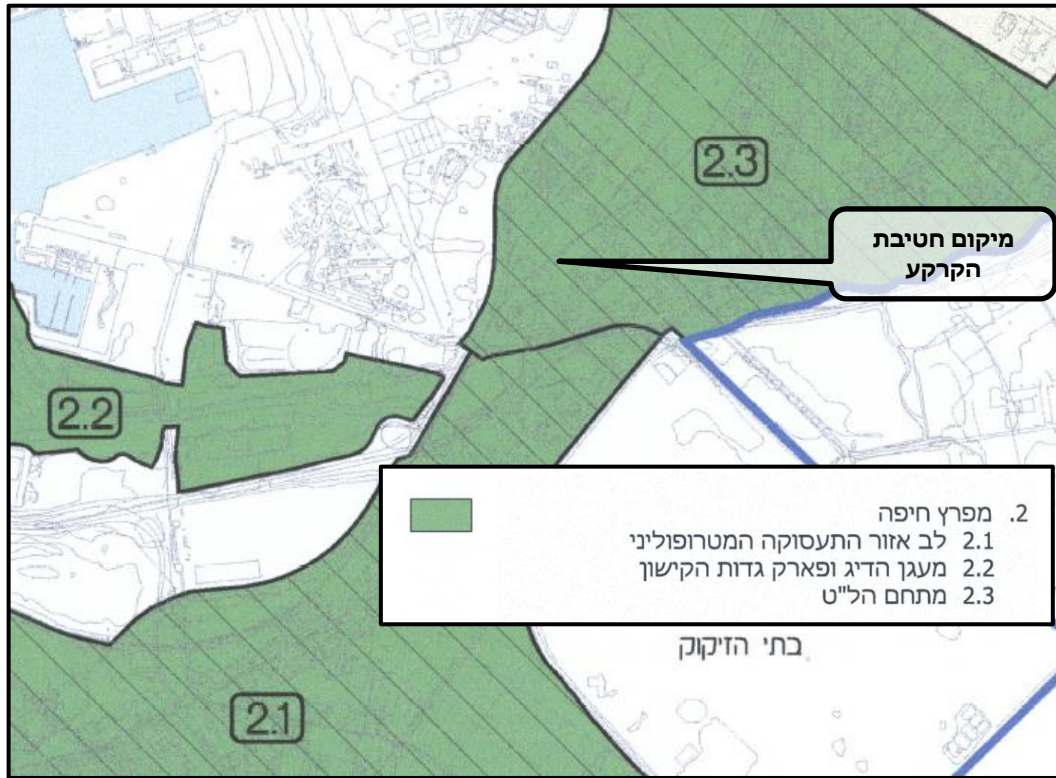 2.3
מיקום חטיבת
הקרקע
2.2
2. מפרץ חיפה
2.1 לב אזור התעסוקה המטרופוליני
2.2 מעגן הדיג ופארק גדות הקישון
2.3 מתחם הל"ט
בתי הזיקוק
2.1